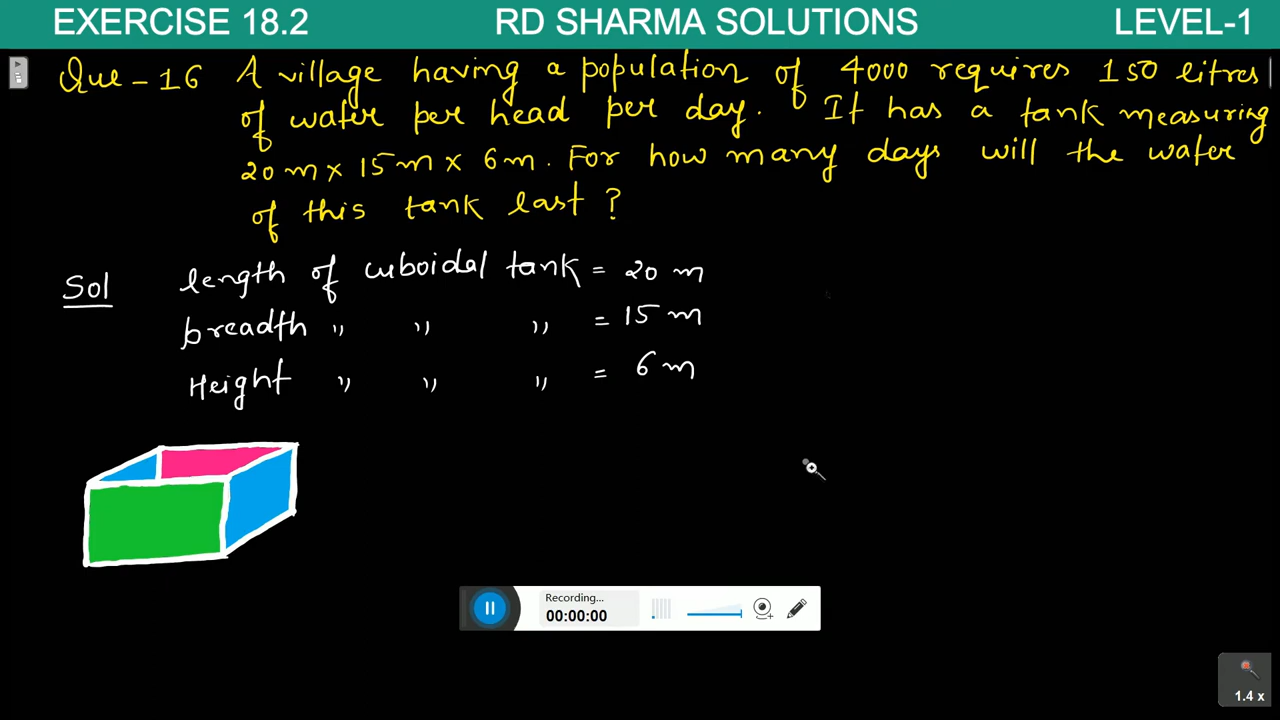 EXERCISE 18.2 RD SHARMA SOLUTIONS LEVEL-1
Que - 16 A village having a population of 4000 requires 150 litres
of water per head per day. It has a tank measuring
20 m x 15 m x 6 m. For how many days will the water
of this tank last ?
Sol length of cuboidal tank = 20 m
breadth " " " = 15 m
Height " " " = 6 m
Recording...
00:00:00
1.4 x